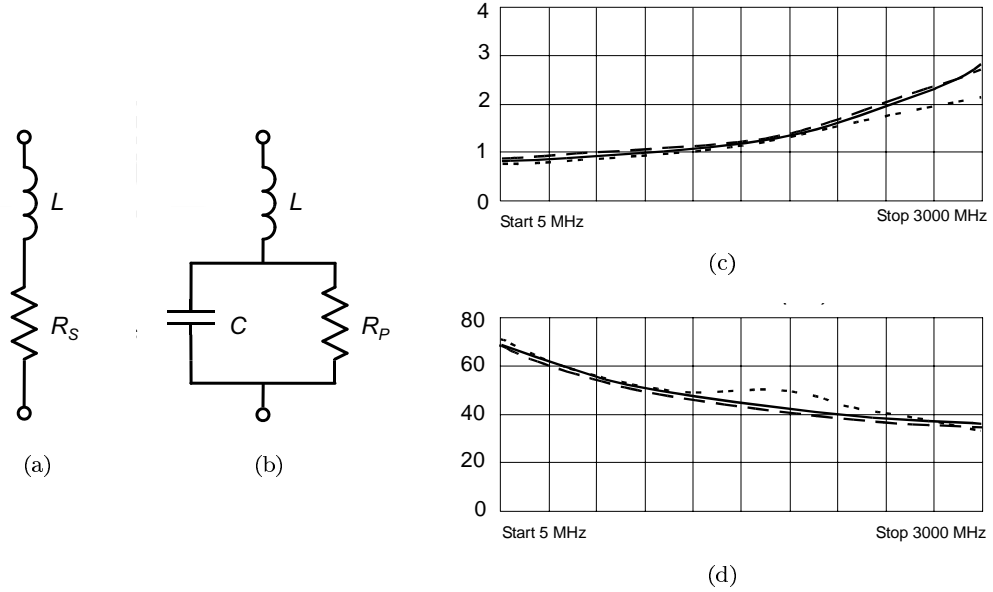 L
R_S
(a)
L
C
R_P
(b)
4
3
2
1
0
Start 5 MHz
Stop 3000 MHz
(c)
80
60
40
20
0
Start 5 MHz
Stop 3000 MHz
(d)